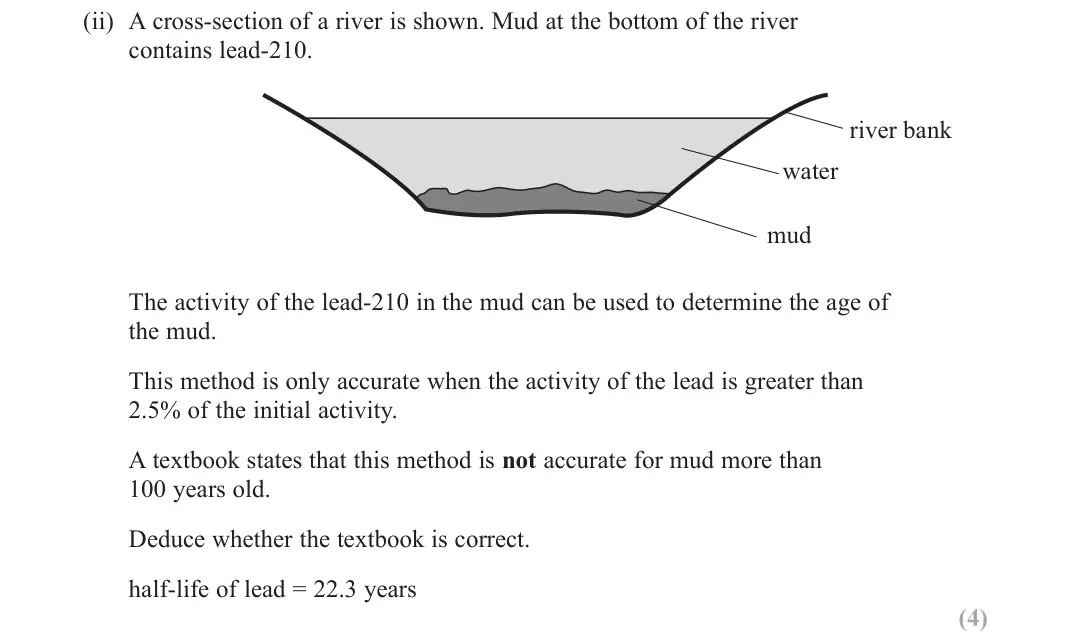 (ii) A cross-section of a river is shown. Mud at the bottom of the river
contains lead-210.
river bank
water
mud
The activity of the lead-210 in the mud can be used to determine the age of
the mud.
This method is only accurate when the activity of the lead is greater than
2.5% of the initial activity.
A textbook states that this method is not accurate for mud more than
100 years old.
Deduce whether the textbook is correct.
half-life of lead = 22.3 years
(4)